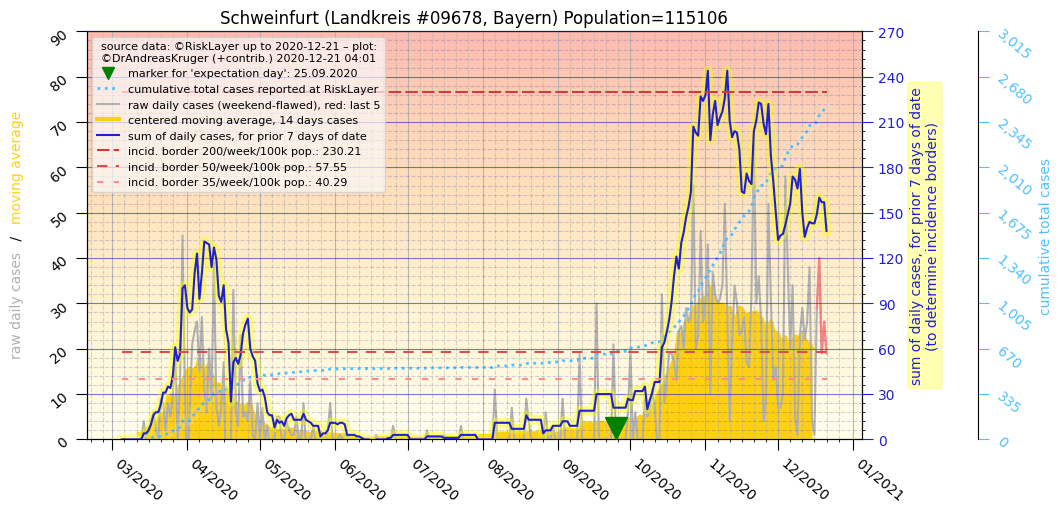 Schweinfurt (Landkreis #09678, Bayern) Population=115106
source data: ©RiskLayer up to 2020-12-21 – plot:
©DrAndreasKruger (+contrib.) 2020-12-21 04:01
marker for 'expectation day': 25.09.2020
cumulative total cases reported at RiskLayer
raw daily cases (weekend-flawed), red: last 5
centered moving average, 14 days cases
sum of daily cases, for prior 7 days of date
incid. border 200/week/100k pop.: 230.21
incid. border 50/week/100k pop.: 57.55
incid. border 35/week/100k pop.: 40.29
raw daily cases / moving average
90
80
70
60
50
40
30
20
10
0
03/2020
04/2020
05/2020
06/2020
07/2020
08/2020
09/2020
10/2020
11/2020
12/2020
01/2021
270
240
210
180
150
120
90
60
30
0
sum of daily cases, for prior 7 days of date
(to determine incidence borders)
3,015
2,680
2,345
2,010
1,675
1,340
1,005
670
335
0
cumulative total cases